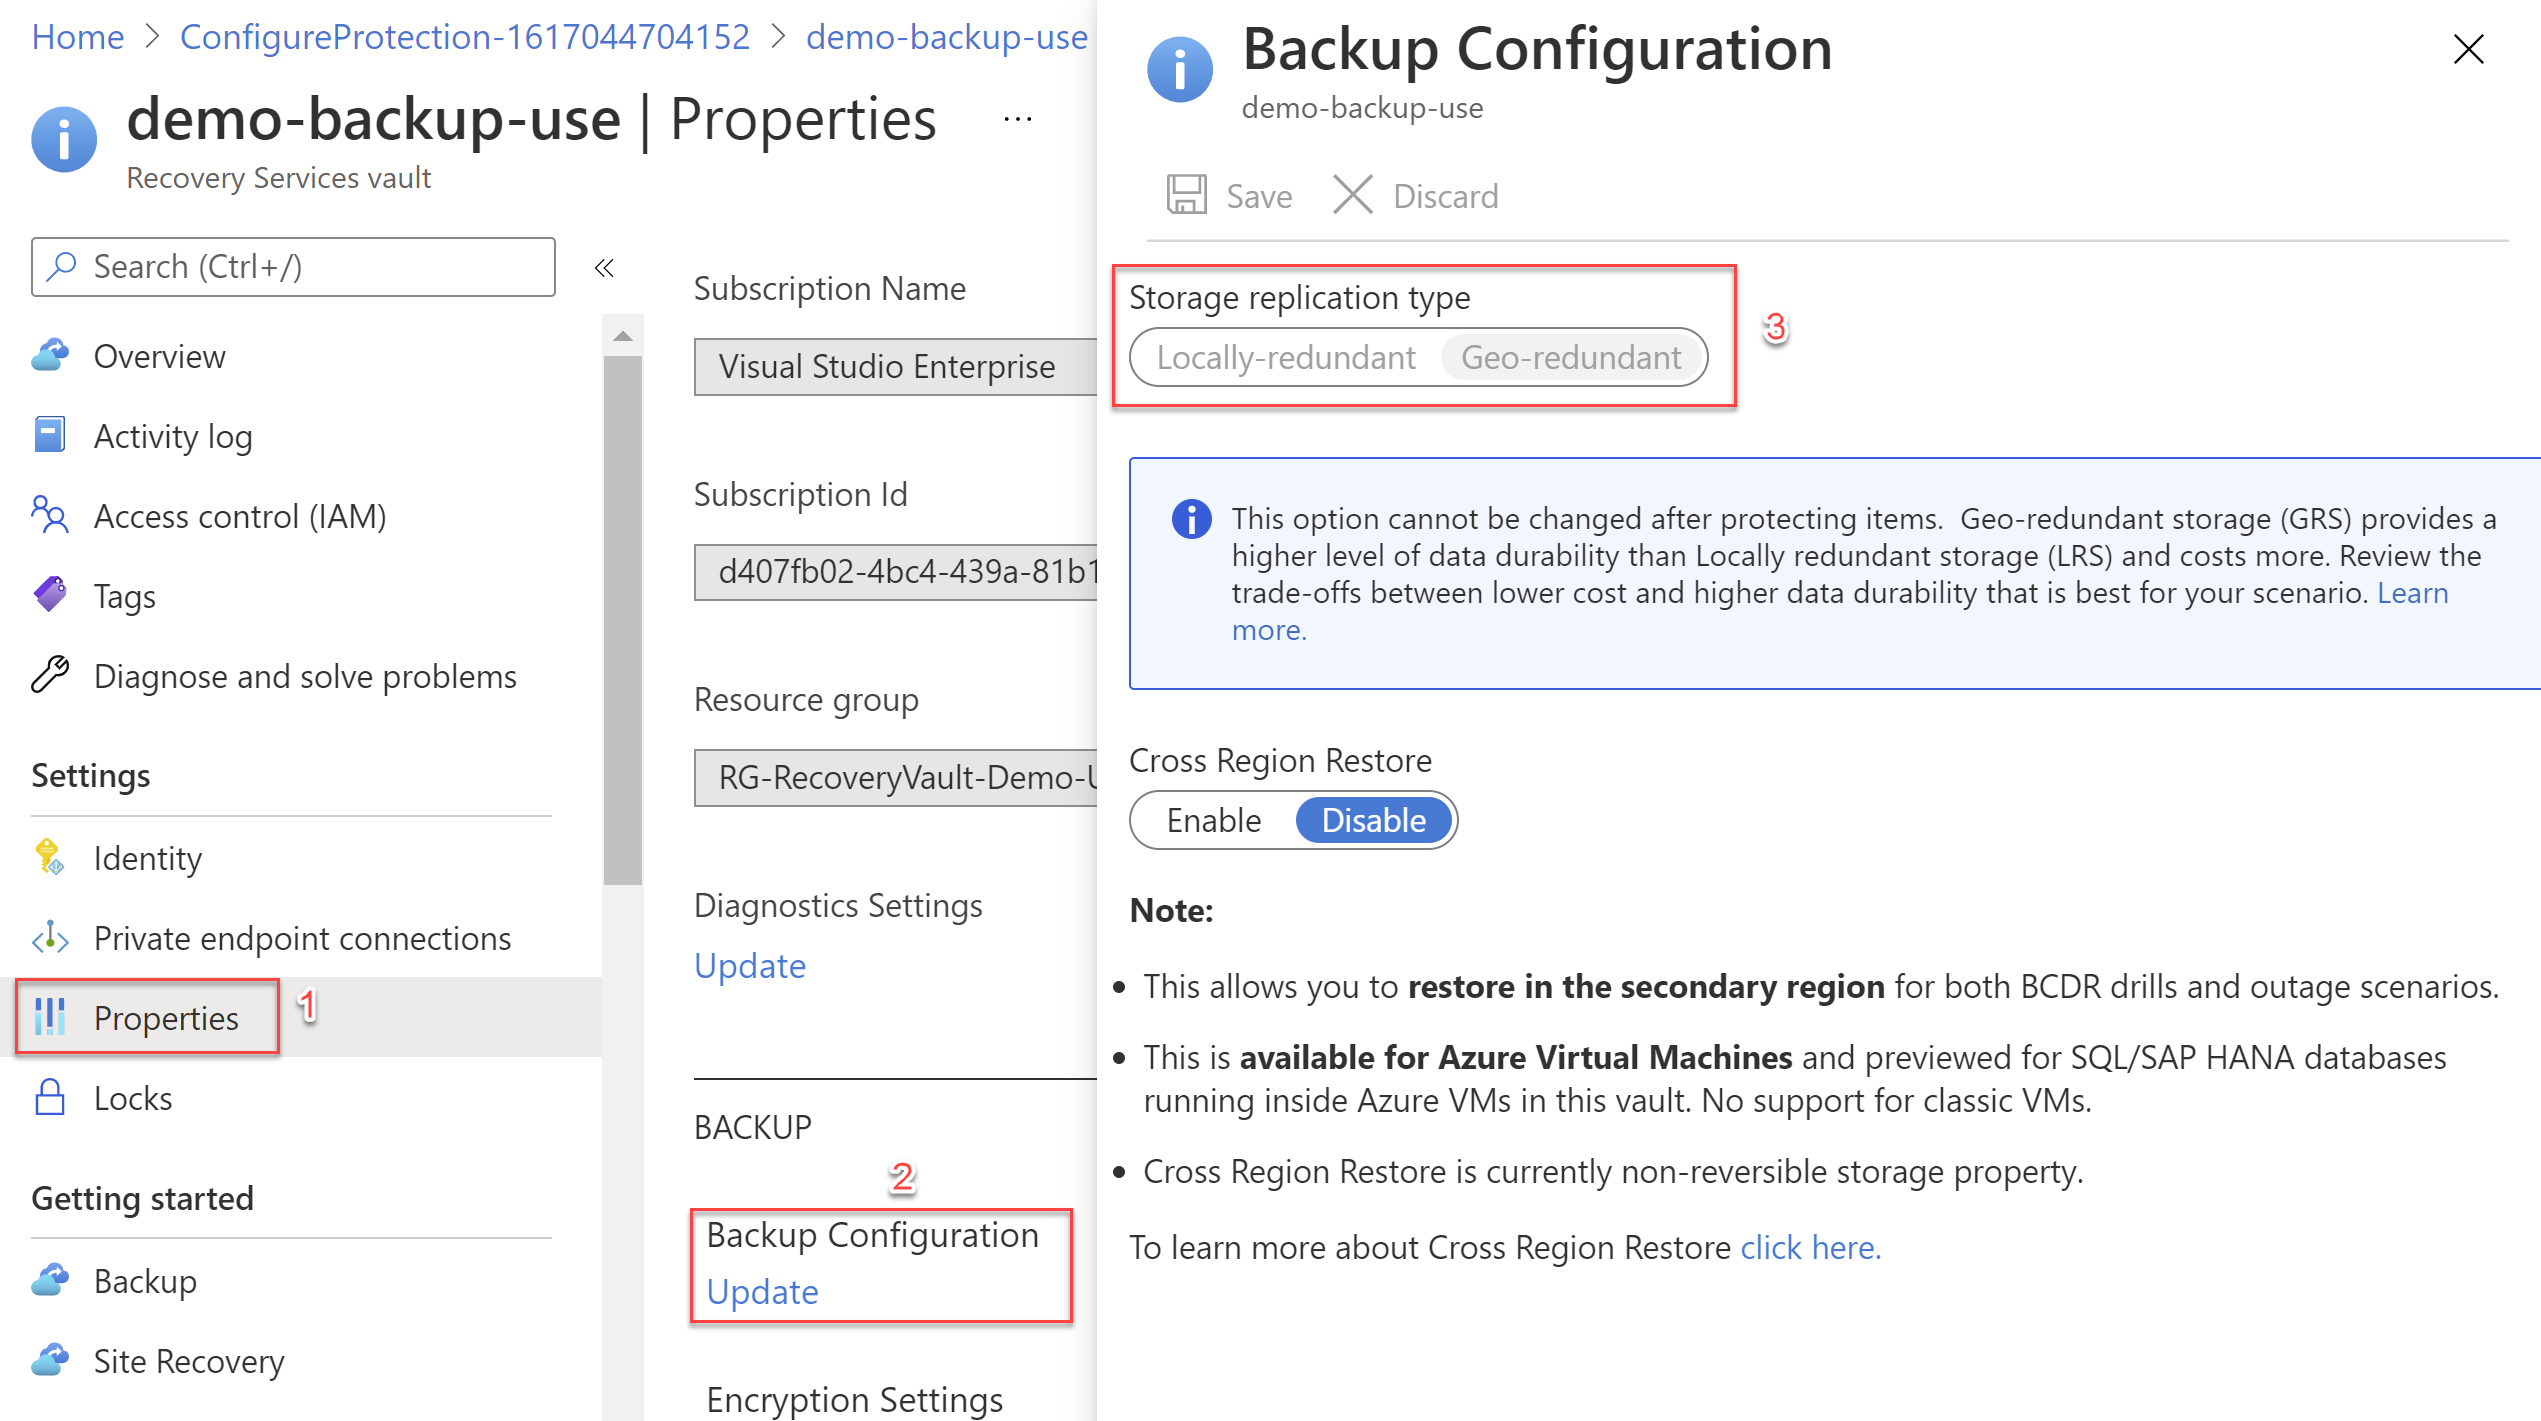 Home > ConfigureProtection-1617044704152 > demo-backup-use
demo-backup-use | Properties ...
Recovery Services vault
Search (Ctrl+/)
«
Overview
Activity log
Access control (IAM)
Tags
Diagnose and solve problems
Settings
Identity
Private endpoint connections
Properties
1
Locks
Getting started
Backup
Site Recovery
Subscription Name
Visual Studio Enterprise
Subscription Id
d407fb02-4bc4-439a-81b1
Resource group
RG-RecoveryVault-Demo-U
Diagnostics Settings
Update
BACKUP
2
Backup Configuration
Update
Encryption Settings
Backup Configuration
demo-backup-use
Save Discard
Storage replication type
Locally-redundant Geo-redundant
3
This option cannot be changed after protecting items. Geo-redundant storage (GRS) provides a
higher level of data durability than Locally redundant storage (LRS) and costs more. Review the
trade-offs between lower cost and higher data durability that is best for your scenario. Learn
more.
Cross Region Restore
Enable Disable
Note:
• This allows you to restore in the secondary region for both BCDR drills and outage scenarios.
• This is available for Azure Virtual Machines and previewed for SQL/SAP HANA databases
running inside Azure VMs in this vault. No support for classic VMs.
• Cross Region Restore is currently non-reversible storage property.
To learn more about Cross Region Restore click here.